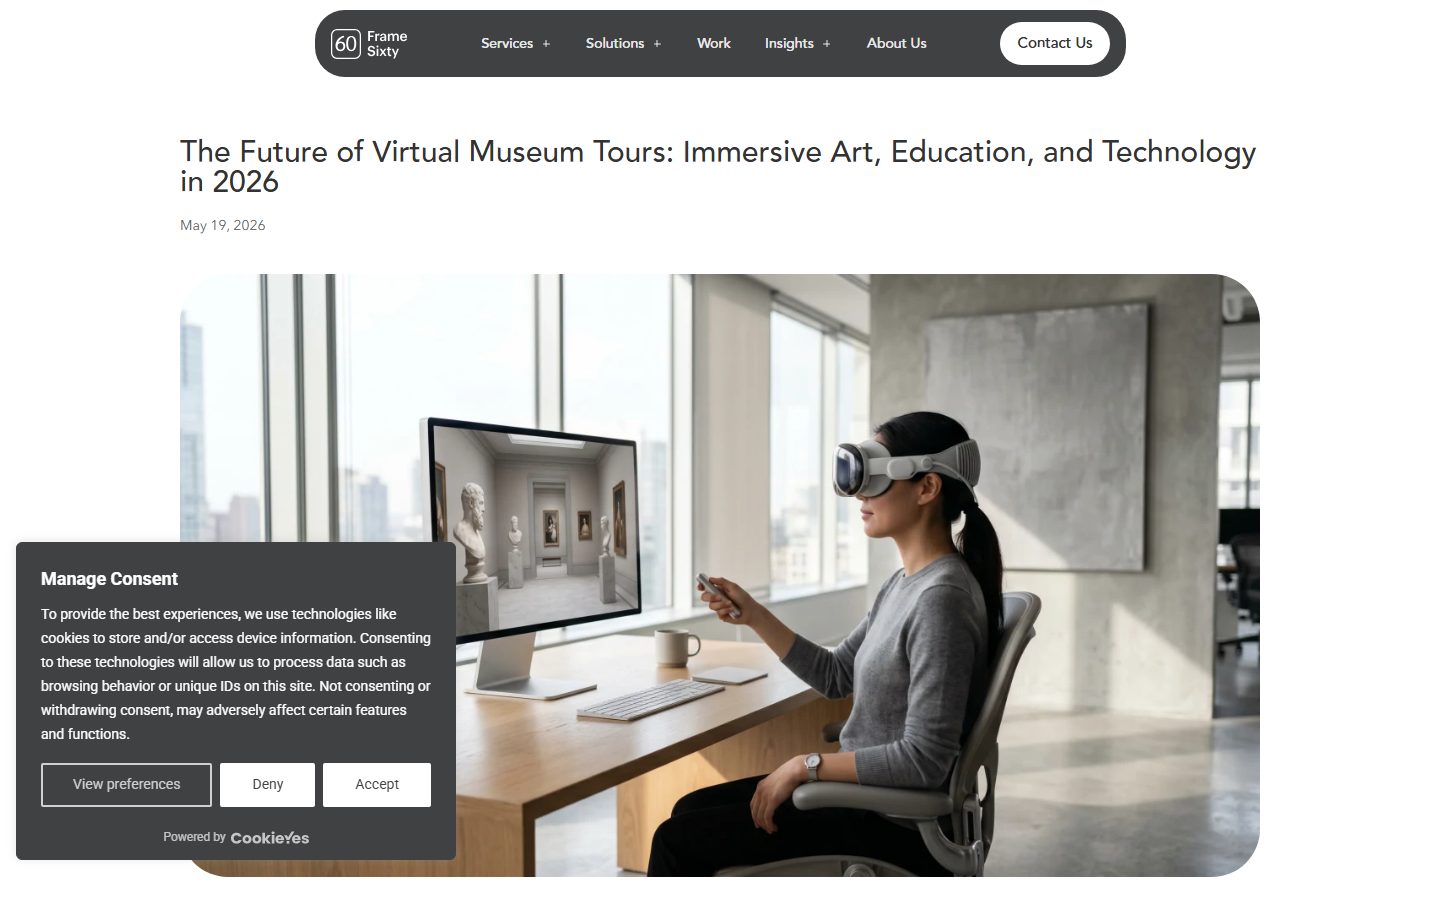 60 Frame Sixty
Services + Solutions + Work Insights + About Us Contact Us
The Future of Virtual Museum Tours: Immersive Art, Education, and Technology
in 2026
May 19, 2026
Manage Consent
To provide the best experiences, we use technologies like
cookies to store and/or access device information. Consenting
to these technologies will allow us to process data such as
browsing behavior or unique IDs on this site. Not consenting or
withdrawing consent, may adversely affect certain features
and functions.
View preferences Deny Accept
Powered by CookieYes